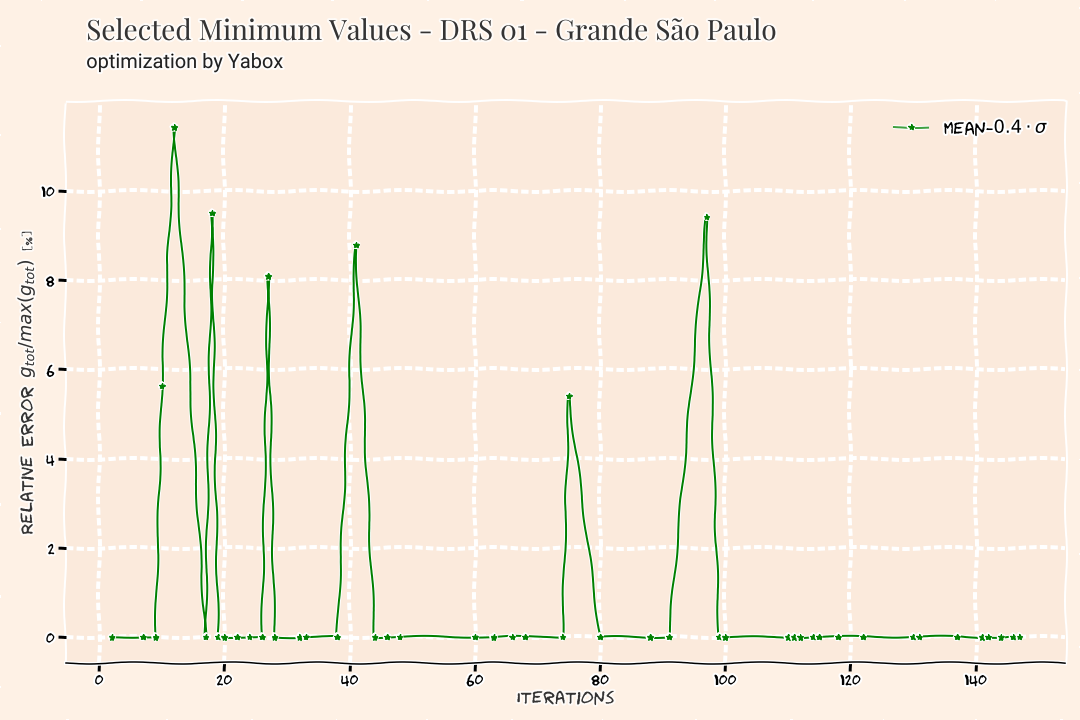 Selected Minimum Values - DRS 01 - Grande São Paulo
optimization by Yabox
MEAN-0.4 · σ
RELATIVE ERROR g_tot/max(g_tot) [%]
10
8
6
4
2
0
0 20 40 60 80 100 120 140
ITERATIONS